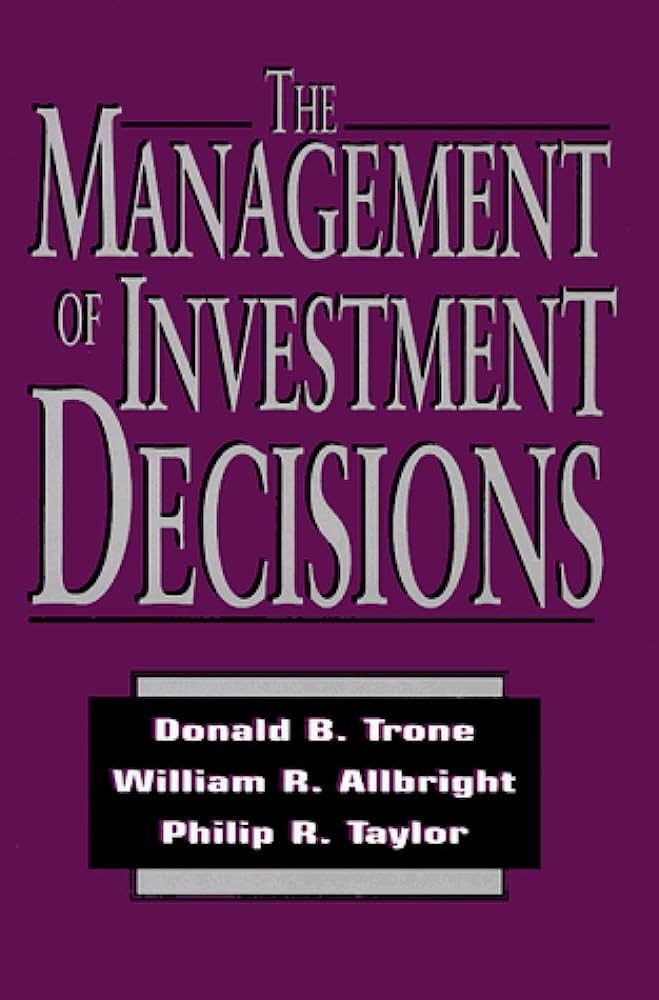 THE
MANAGEMENT
OF INVESTMENT
DECISIONS
Donald B. Trone
William R. Allbright
Philip R. Taylor